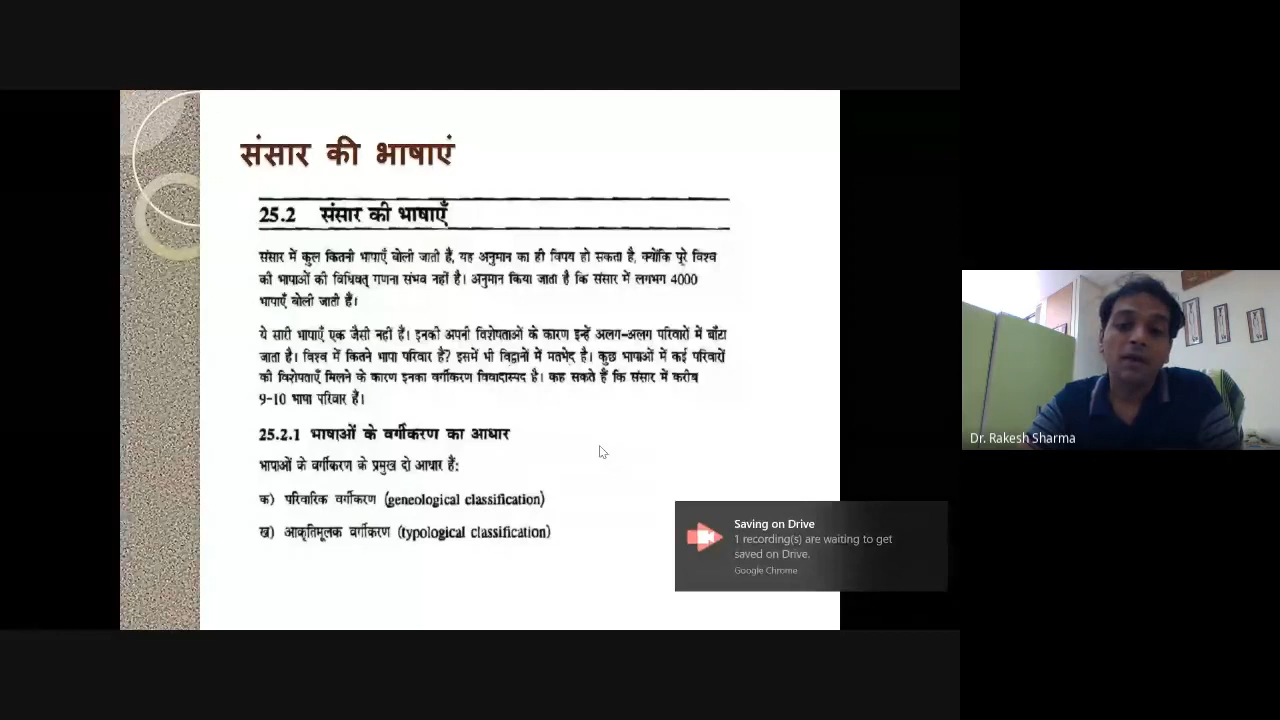 संसार की भाषाएं
25.2 संसार की भाषाएँ
संसार में कुल कितनी भाषाएँ बोली जाती हैं, यह अनुमान का ही विषय हो सकता है, क्योंकि पूरे विश्व
की भाषाओं की विधिवत् गणना संभव नहीं है। अनुमान किया जाता है कि संसार में लगभग 4000
भाषाएँ बोली जाती हैं।
ये सारी भाषाएँ एक जैसी नहीं हैं। इनकी अपनी विशेषताओं के कारण इन्हें अलग-अलग परिवारों में बाँटा
जाता है। विश्व में कितने भाषा परिवार हैं? इसमें भी विद्वानों में मतभेद है। कुछ भाषाओं में कई परिवारों
की विशेषताएँ मिलने के कारण इनका वर्गीकरण विवादास्पद है। कह सकते हैं कि संसार में करीब
9-10 भाषा परिवार हैं।
25.2.1 भाषाओं के वर्गीकरण का आधार
भाषाओं के वर्गीकरण के प्रमुख दो आधार हैं:
क) परिवारिक वर्गीकरण (geneological classification)
ख) आकृतिमूलक वर्गीकरण (typological classification)
Dr. Rakesh Sharma
Saving on Drive
1 recording(s) are waiting to get
saved on Drive.
Google Chrome